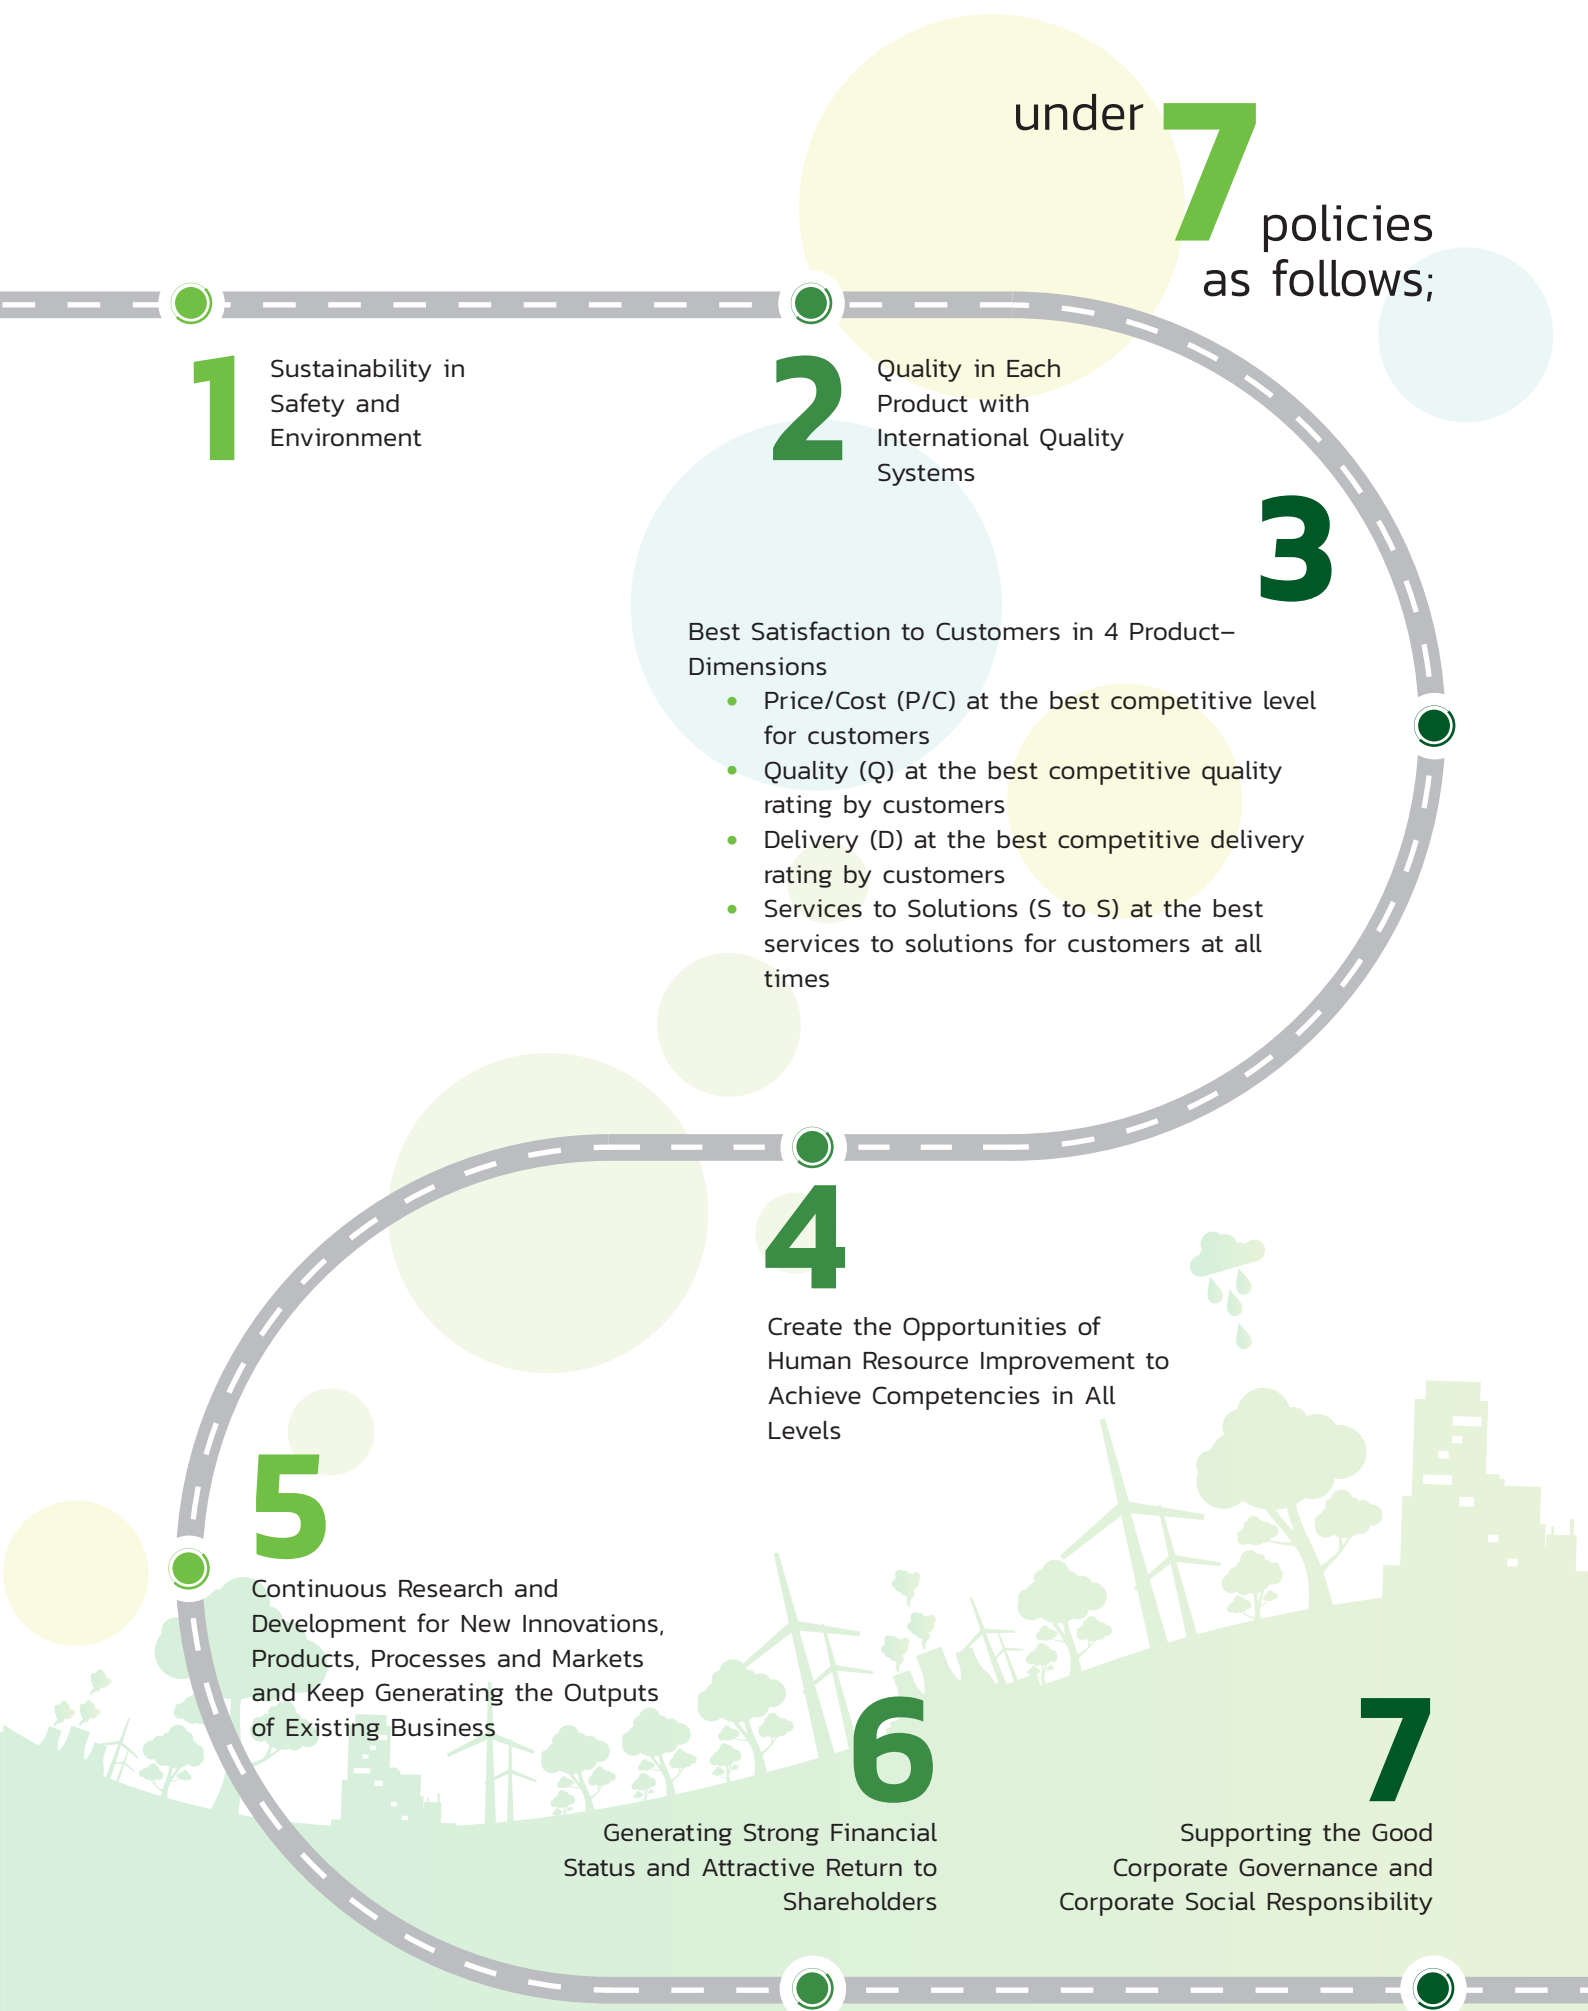 under 7
policies
as follows;
1
Sustainability in
Safety and
Environment
2
Quality in Each
Product with
International Quality
Systems
3
Best Satisfaction to Customers in 4 Product–
Dimensions
• Price/Cost (P/C) at the best competitive level
for customers
• Quality (Q) at the best competitive quality
rating by customers
• Delivery (D) at the best competitive delivery
rating by customers
• Services to Solutions (S to S) at the best
services to solutions for customers at all
times
4
Create the Opportunities of
Human Resource Improvement to
Achieve Competencies in All
Levels
5
Continuous Research and
Development for New Innovations,
Products, Processes and Markets
and Keep Generating the Outputs
of Existing Business
6
Generating Strong Financial
Status and Attractive Return to
Shareholders
7
Supporting the Good
Corporate Governance and
Corporate Social Responsibility